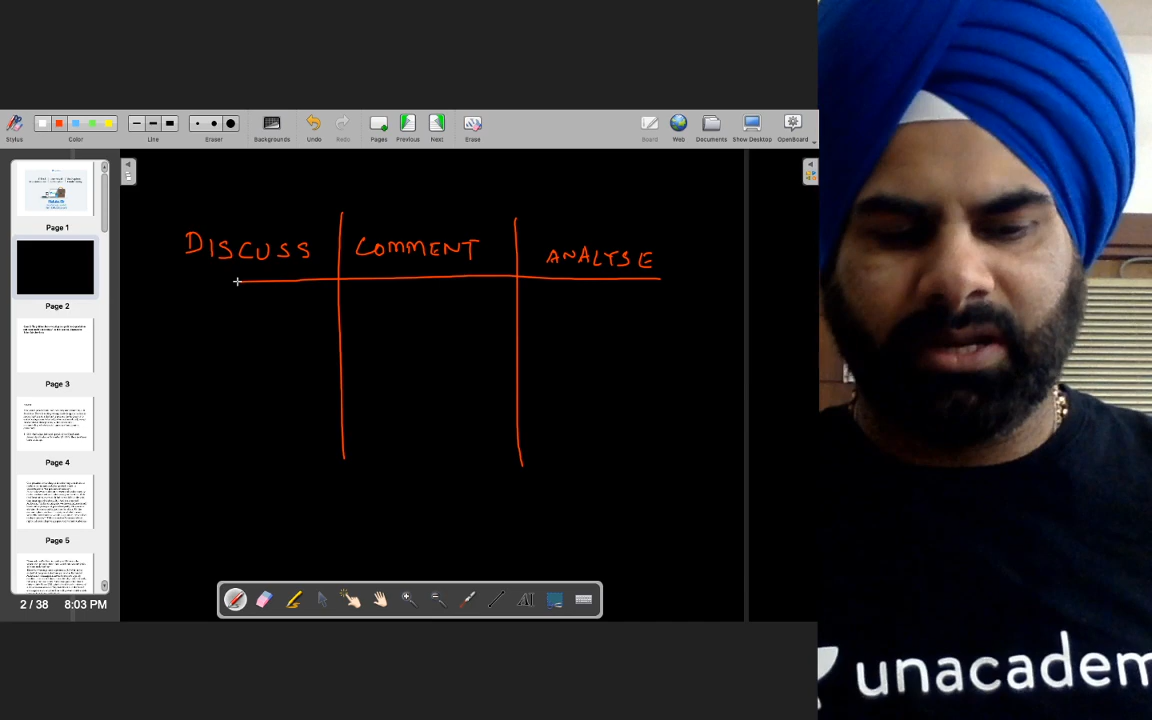 Stylus
Color
Line
Eraser
Backgrounds
Undo
Redo
Pages
Previous
Next
Erase
Board
Web
Documents
Show Desktop
OpenBoard
Page 1
Page 2
Page 3
Page 4
Page 5
2 / 38 8:03 PM
DISCUSS COMMENT ANALYSE
AI
unacadem